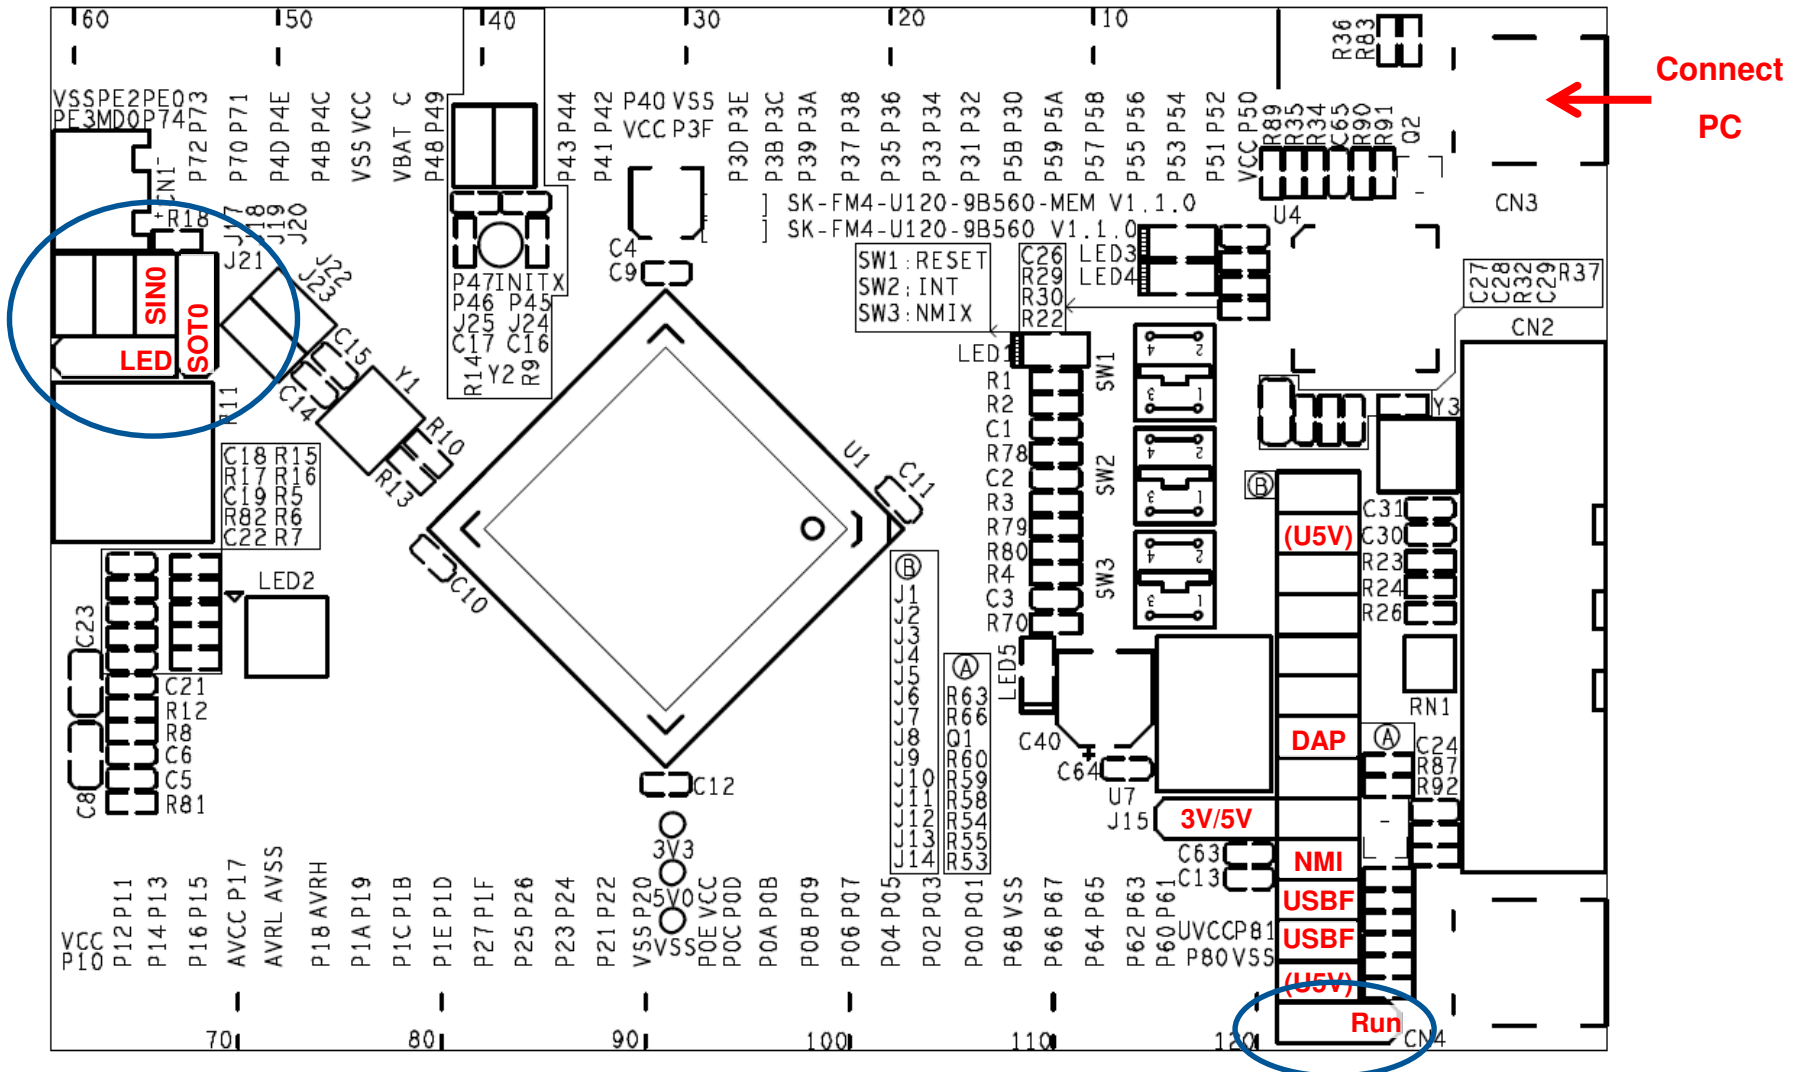 60 50 40 30 20 10
R36
R83
Connect
PC
VSSPE2PE0
PE3MD0P74
P72 P73
P70 P71
P4D P4E
P4B P4C
VSS VCC
VBAT C
P48 P49
P43 P44
P41 P42
P40 VSS
VCC P3F
P3D P3E
P3B P3C
P39 P3A
P37 P38
P35 P36
P33 P34
P31 P32
P5B P30
P59 P5A
P57 P58
P55 P56
P53 P54
P51 P52
VCC P50
R89
R35
R34
C65
R90
R91
Q2
CN3
U4
CN1
R18
J17
J18
J19
J20
J21
J22
J23
SIN0
SOT0
LED
C15
C14
Y1
R10
R13
R11
P47INITX
P46 P45
J25 J24
C17 C16
R14 Y2 R9
C4
C9
[ ] SK-FM4-U120-9B560-MEM V1.1.0
[ ] SK-FM4-U120-9B560 V1.1.0
SW1:RESET
SW2:INT
SW3:NMIX
C26
R29
R30
R22
LED3
LED4
C27
C28
R32
C29
R37
CN2
LED1
R1
R2
C1
R78
C2
R3
R79
R80
R4
C3
R70
SW1
4 2
3 1
SW2
4 2
3 1
SW3
4 2
3 1
Y3
U1
C11
C10
C18 R15
R17 R16
C19 R5
R82 R6
C22 R7
LED2
C23
C21
R12
R8
C6
C5
R81
C8
C12
3V3
5V0
VSS
B
J1
J2
J3
J4
J5
J6
J7
J8
J9
J10
J11
J12
J13
J14
A
R63
R66
Q1
R60
R59
R58
R54
R55
R53
LED5
C40
C64
U7
J15
3V/5V
C63
C13
B
(U5V)
DAP
NMI
USBF
USBF
(U5V)
Run
C31
C30
R23
R24
R26
RN1
A
C24
R87
R92
CN4
VCC
P10
P12 P11
P14 P13
P16 P15
AVCC P17
AVRL AVSS
P18 AVRH
P1A P19
P1C P1B
P1E P1D
P27 P1F
P25 P26
P23 P24
P21 P22
VSS P20
P0E VCC
P0C P0D
P0A P0B
P08 P09
P06 P07
P04 P05
P02 P03
P00 P01
P68 VSS
P66 P67
P64 P65
P62 P63
P60 P61
UVCCP81
P80VSS
70 80 90 100 110 120